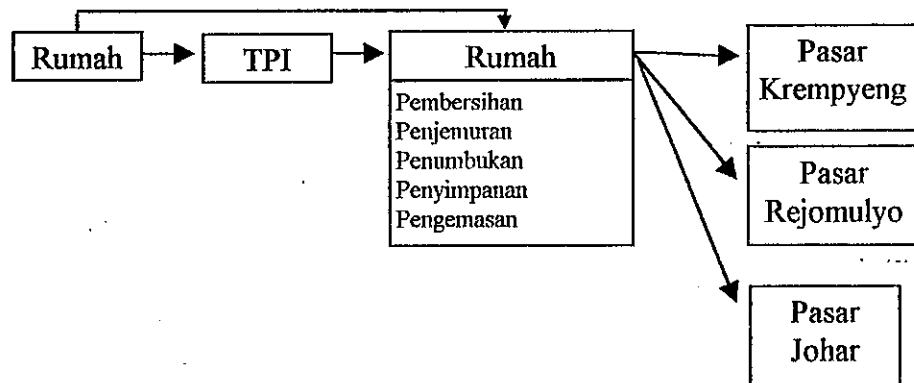 Rumah
TPI
Rumah
Pembersihan
Penjemuran
Penumbukan
Penyimpanan
Pengemasan
Pasar
Krempyeng
Pasar
Rejomulyo
Pasar
Johar